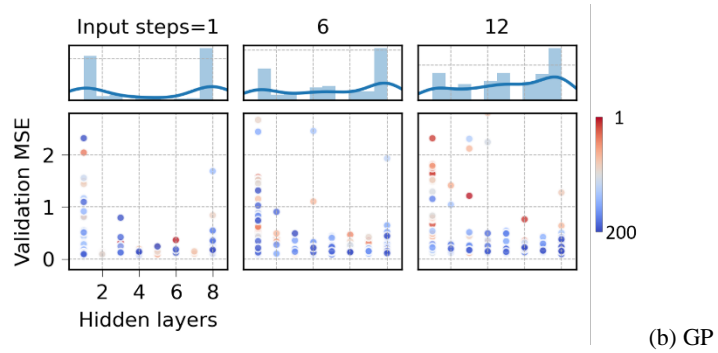 Input steps=1 6 12
Validation MSE
2
1
0
2 4 6 8
Hidden layers
1
200
(b) GP